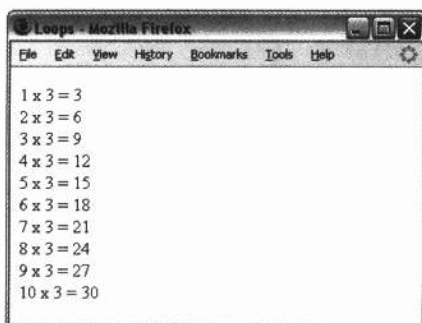 Loops - Mozilla Firefox
File Edit View History Bookmarks Tools Help
1 x 3 = 3
2 x 3 = 6
3 x 3 = 9
4 x 3 = 12
5 x 3 = 15
6 x 3 = 18
7 x 3 = 21
8 x 3 = 24
9 x 3 = 27
10 x 3 = 30